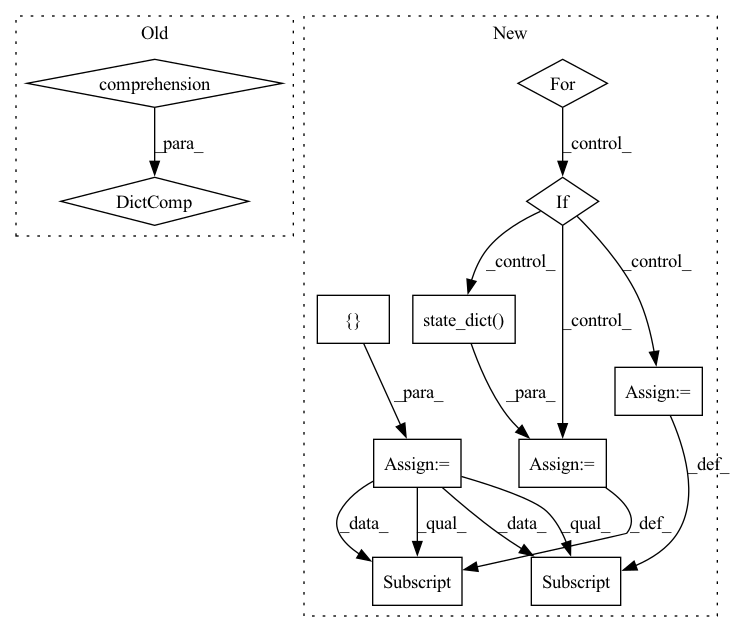 Old
New
comprehension
For
_para_
_control_
DictComp
If
_control_
_control_
_control_
{}
state_dict()
Assign:=
_para_
_para_
Assign:=
Assign:=
_def_
_data_
_qual_
_data_
_qual_
_def_
Subscript
Subscript